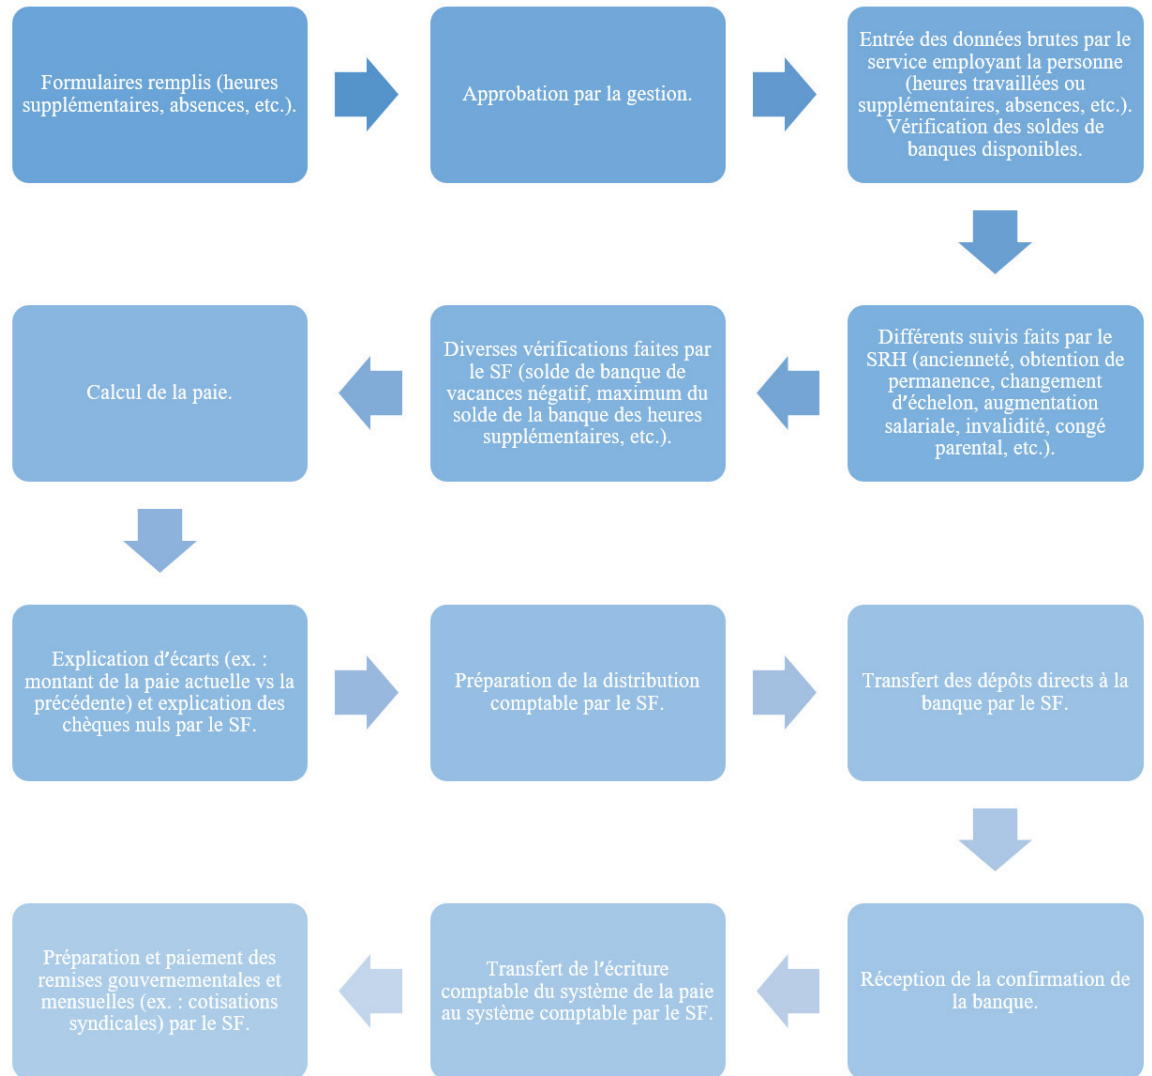 Formulaires remplis (heures
supplémentaires, absences, etc.).
Approbation par la gestion.
Entrée des données brutes par le
service employant la personne
(heures travaillées ou
supplémentaires, absences, etc.).
Vérification des soldes de
banques disponibles.
Différents suivis faits par le
SRH (ancienneté, obtention de
permanence, changement
d'échelon, augmentation
salariale, invalidité, congé
parental, etc.).
Diverses vérifications faites par
le SF (solde de banque de
vacances négatif, maximum du
solde de la banque des heures
supplémentaires, etc.).
Calcul de la paie.
Explication d'écarts (ex. :
montant de la paie actuelle vs la
précédente) et explication des
chèques nuls par le SF.
Préparation de la distribution
comptable par le SF.
Transfert des dépôts directs à la
banque par le SF.
Réception de la confirmation de
la banque.
Transfert de l'écriture
comptable du système de la paie
au système comptable par le SF.
Préparation et paiement des
remises gouvernementales et
mensuelles (ex. : cotisations
syndicales) par le SF.